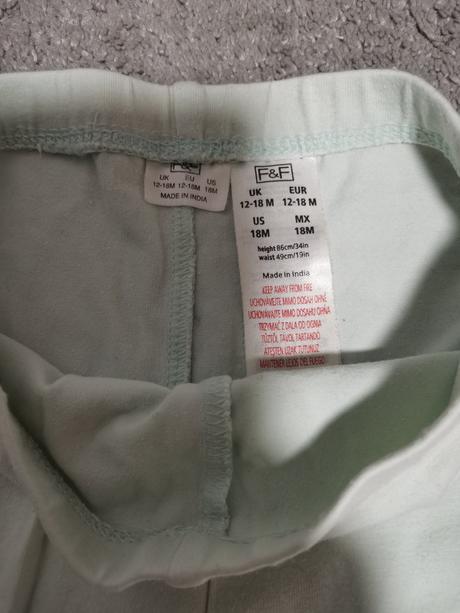 F&F
UK EU US
12-18M 12-18M 18M
MADE IN INDIA
F&F
UK EUR
12-18 M 12-18 M
US MX
18M 18M
height 86cm/34in
waist 49cm/19in
Made in India
KEEP AWAY FROM FIRE
UCHOVÁVEJTE MIMO DOSAH OHNĚ
UCHOVÁVAJTE MIMO DOSAHU OHŇA
TRZYMAĆ Z DALA OD OGNIA
TŰZTŐL TÁVOL TARTANDÓ
ATEŞTEN UZAK TUTUNUZ
MANTENER LEJOS DEL FUEGO